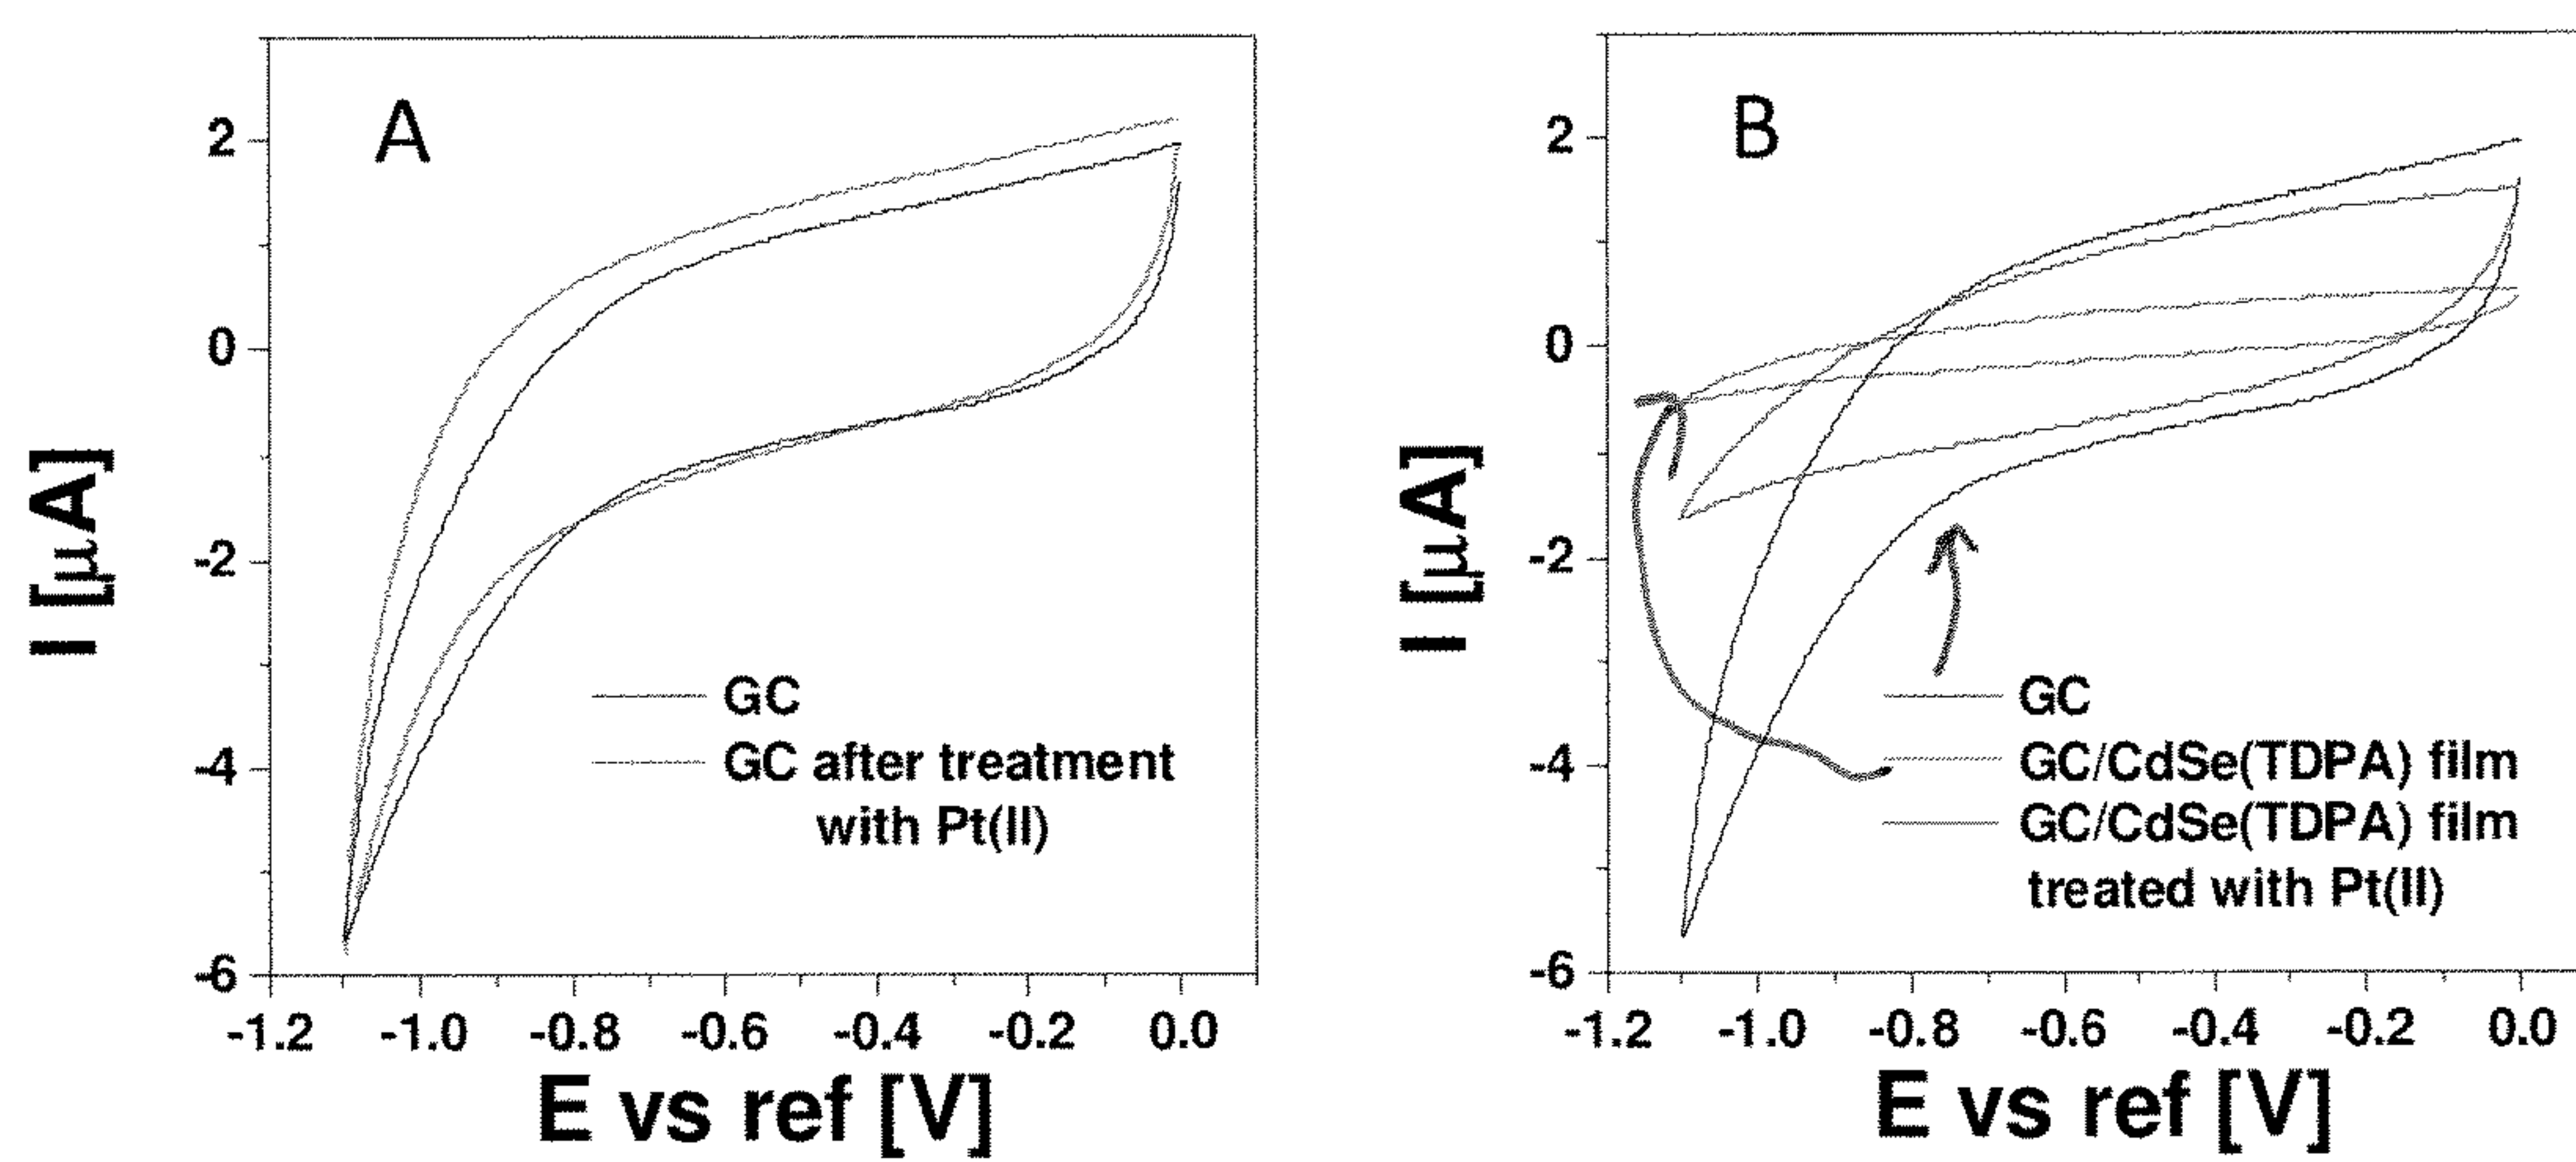 A
I [µA]
2
0
-2
-4
-6
GC
GC after treatment
with Pt(II)
-1.2 -1.0 -0.8 -0.6 -0.4 -0.2 0.0
E vs ref [V]
B
I [µA]
2
0
-2
-4
-6
GC
GC/CdSe(TDPA) film
GC/CdSe(TDPA) film
treated with Pt(II)
-1.2 -1.0 -0.8 -0.6 -0.4 -0.2 0.0
E vs ref [V]